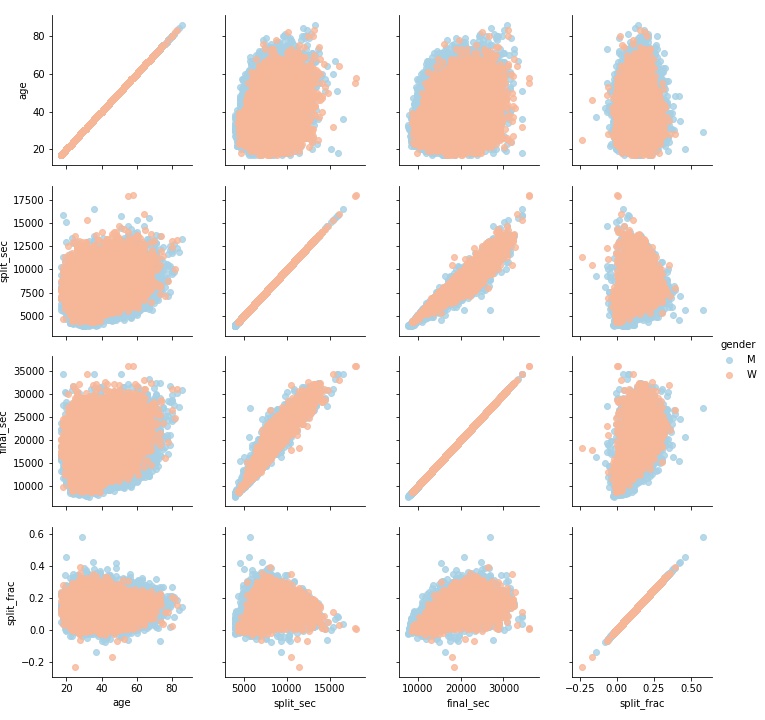 80
60
40
20
age
17500
15000
12500
10000
7500
5000
split_sec
gender
M
W
35000
30000
25000
20000
15000
10000
final_sec
0.6
0.4
0.2
0.0
−0.2
split_frac
20 40 60 80
5000 10000 15000
10000 20000 30000
−0.25 0.00 0.25 0.50
age split_sec final_sec split_frac